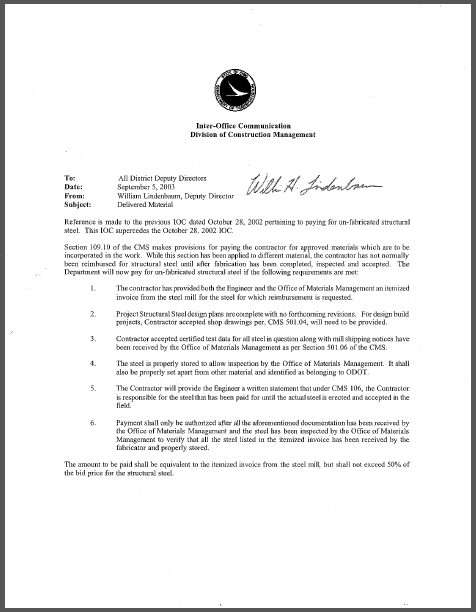 Inter-Office Communication
Division of Construction Management
To: All District Deputy Directors
Date: September 5, 2003
From: William Lindenbaum, Deputy Director
Subject: Delivered Material
Willi H. Lindenbaum
Reference is made to the previous IOC dated October 28, 2002 pertaining to paying for un-fabricated structural
steel. This IOC supercedes the October 28, 2002 IOC.
Section 109.10 of the CMS makes provisions for paying the contractor for approved materials which are to be
incorporated in the work. While this section has been applied to different material, the contractor has not normally
been reimbursed for structural steel until after fabrication has been completed, inspected and accepted. The
Department will now pay for un-fabricated structural steel if the following requirements are met:
1. The contractor has provided both the Engineer and the Office of Materials Management an itemized
invoice from the steel mill for the steel for which reimbursement is requested.
2. Project Structural Steel design plans are complete with no forthcoming revisions. For design build
projects, Contractor accepted shop drawings per, CMS 501.04, will need to be provided.
3. Contractor accepted certified test data for all steel in question along with mill shipping notices have
been received by the Office of Materials Management as per Section 501.06 of the CMS.
4. The steel is properly stored to allow inspection by the Office of Materials Management. It shall
also be properly set apart from other material and identified as belonging to ODOT.
5. The Contractor will provide the Engineer a written statement that under CMS 106, the Contractor
is responsible for the steel that has been paid for until the actual steel is erected and accepted in the
field.
6. Payment shall only be authorized after all the aforementioned documentation has been received by
the Office of Materials Management and the steel has been inspected by the Office of Materials
Management to verify that all the steel listed in the itemized invoice has been received by the
fabricator and properly stored.
The amount to be paid shall be equivalent to the itemized invoice from the steel mill, but shall not exceed 50% of
the bid price for the structural steel.